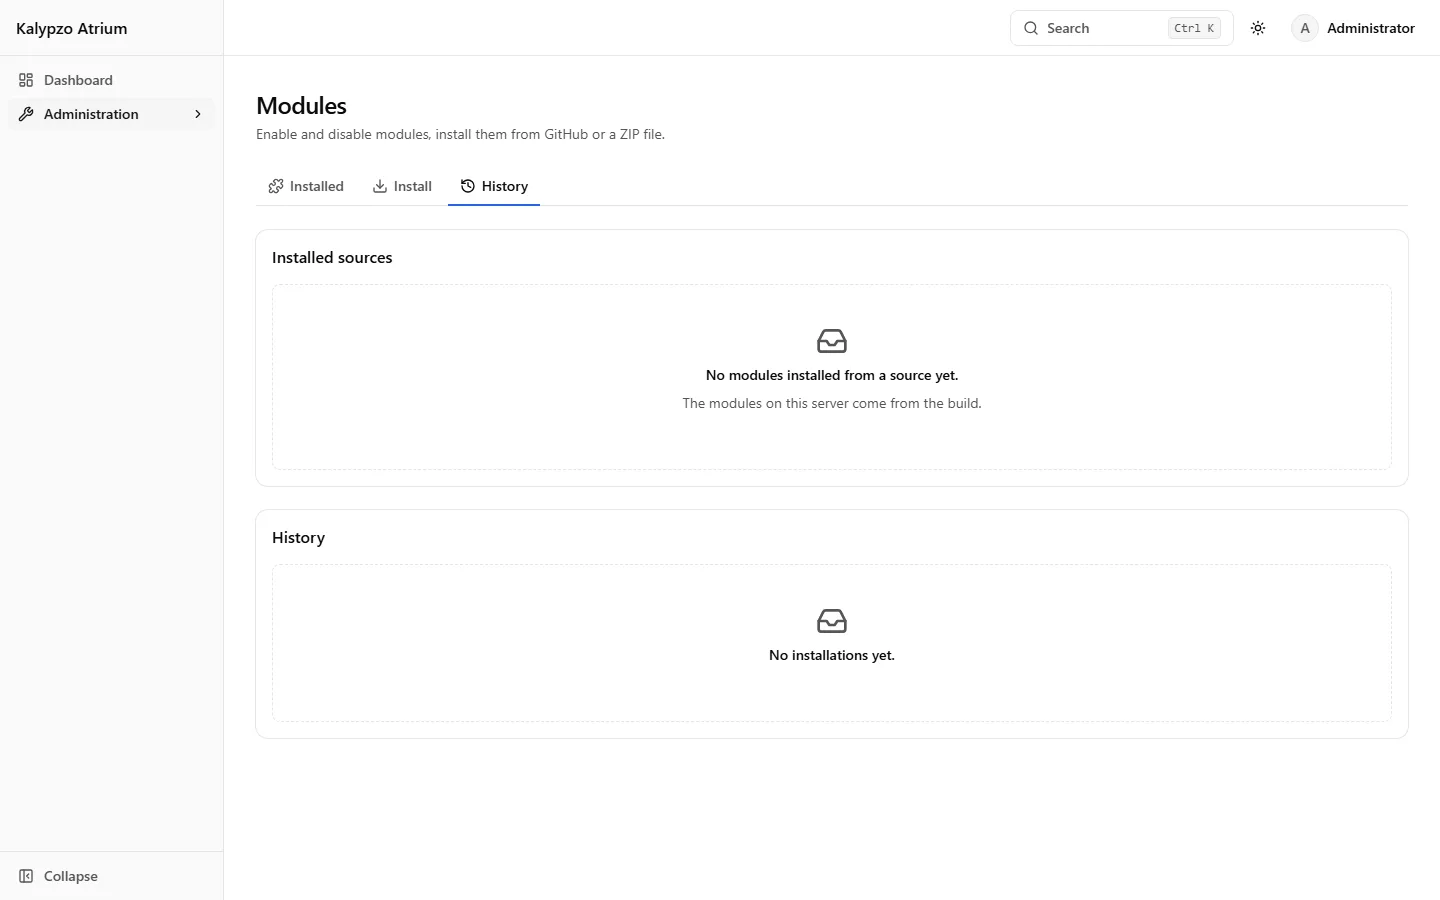 Kalypzo Atrium
Search
Ctrl K
A
Administrator
Dashboard
Administration
Modules
Enable and disable modules, install them from GitHub or a ZIP file.
Installed
Install
History
Installed sources
No modules installed from a source yet.
The modules on this server come from the build.
History
No installations yet.
Collapse